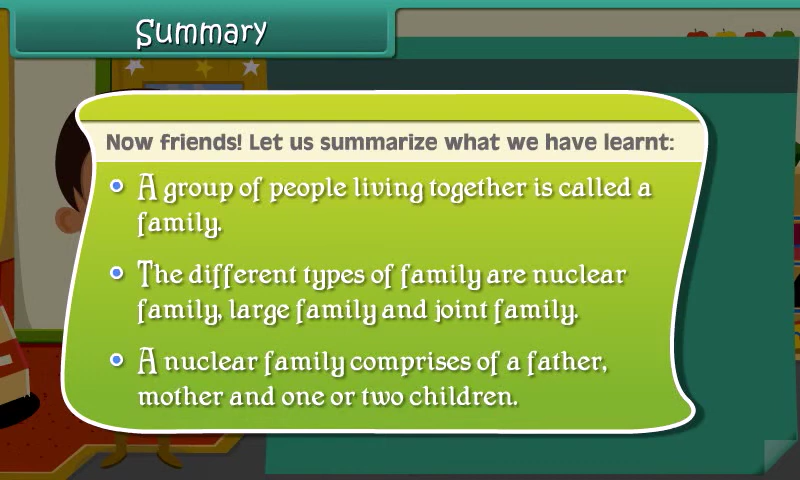 Summary
Now friends! Let us summarize what we have learnt:
A group of people living together is called a
family.
The different types of family are nuclear
family, large family and joint family.
A nuclear family comprises of a father,
mother and one or two children.